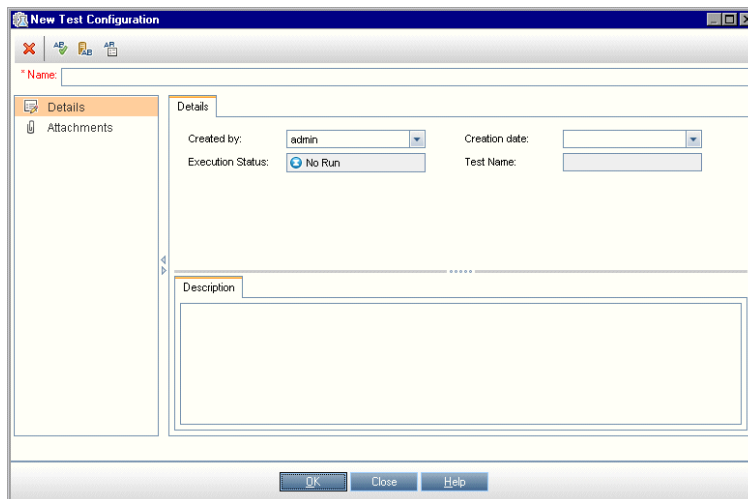 New Test Configuration
*Name:
Details
Attachments
Details
Created by: admin
Creation date:
Execution Status: No Run
Test Name:
Description
OK
Close
Help